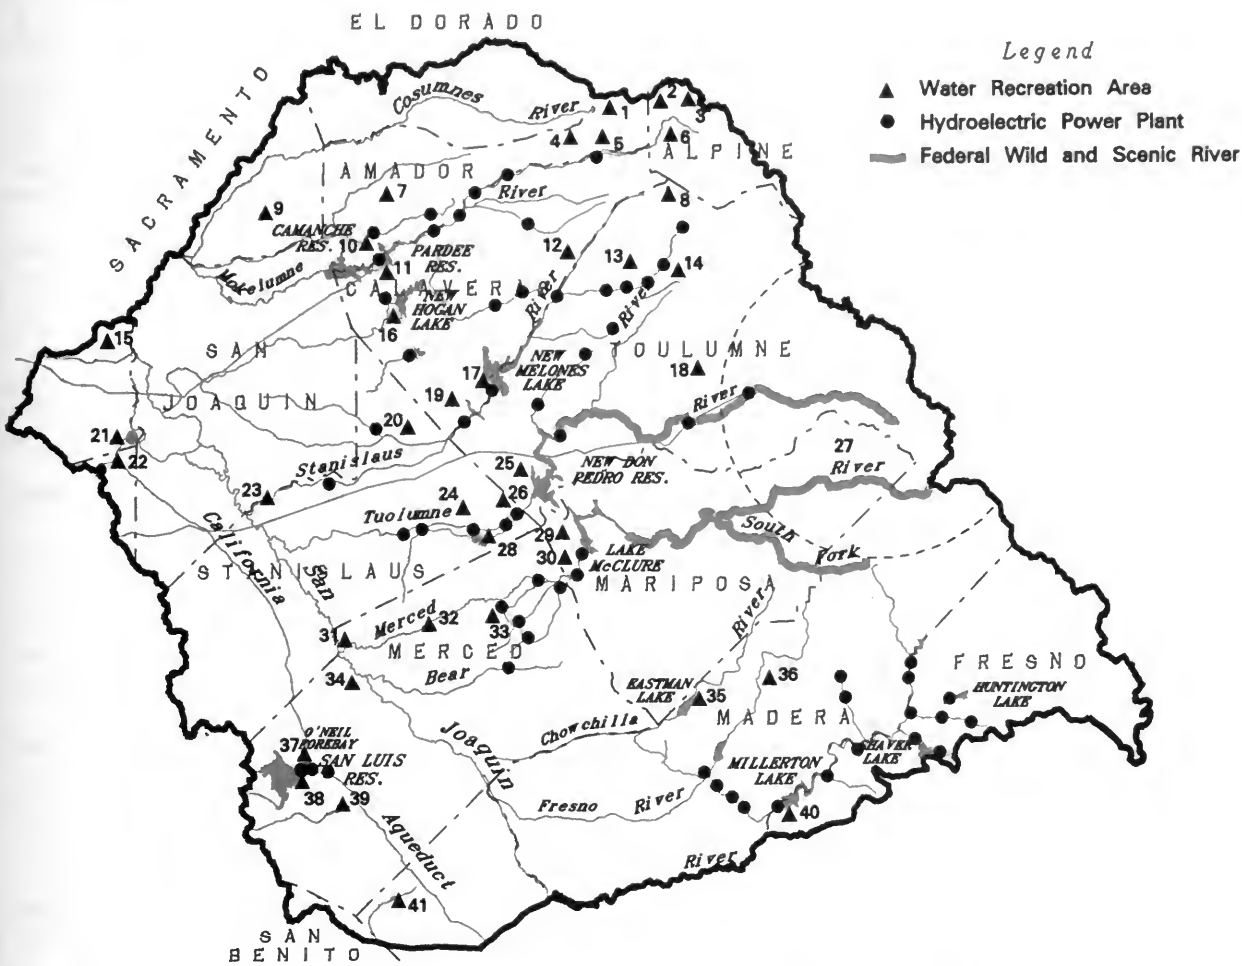 EL DORADO
Legend
Water Recreation Area
Hydroelectric Power Plant
Federal Wild and Scenic River
SACRAMENTO
Cosumnes River
1
2
3
4
5
6
ALPINE
AMADOR
7
River
8
9
CAMANCHE
RES.
10
PARDEE
RES.
11
12
13
14
Mokelumne
CALAVERAS
River
River
NEW
HOGAN
LAKE
16
15
SAN
JOAQUIN
NEW
MELONES
LAKE
17
TOULUMNE
18
19
20
River
21
22
Stanislaus
23
24
25
26
NEW DON
PEDRO RES.
27
River
Tuolumne
28
29
30
South
Fork
LAKE
McCLURE
California
San
STANISLAUS
MARIPOSA
31
Merced
32
33
River
MERCED
Bear
34
EASTMAN
LAKE
35
36
FRESNO
HUNTINGTON
LAKE
MADERA
Chowchilla
Joaquin
37
O'NEIL
FOREBAY
SAN LUIS
RES.
38
39
MILLERTON
LAKE
SHAVER
LAKE
Fresno River
40
Aqueduct
River
41
SAN
BENITO